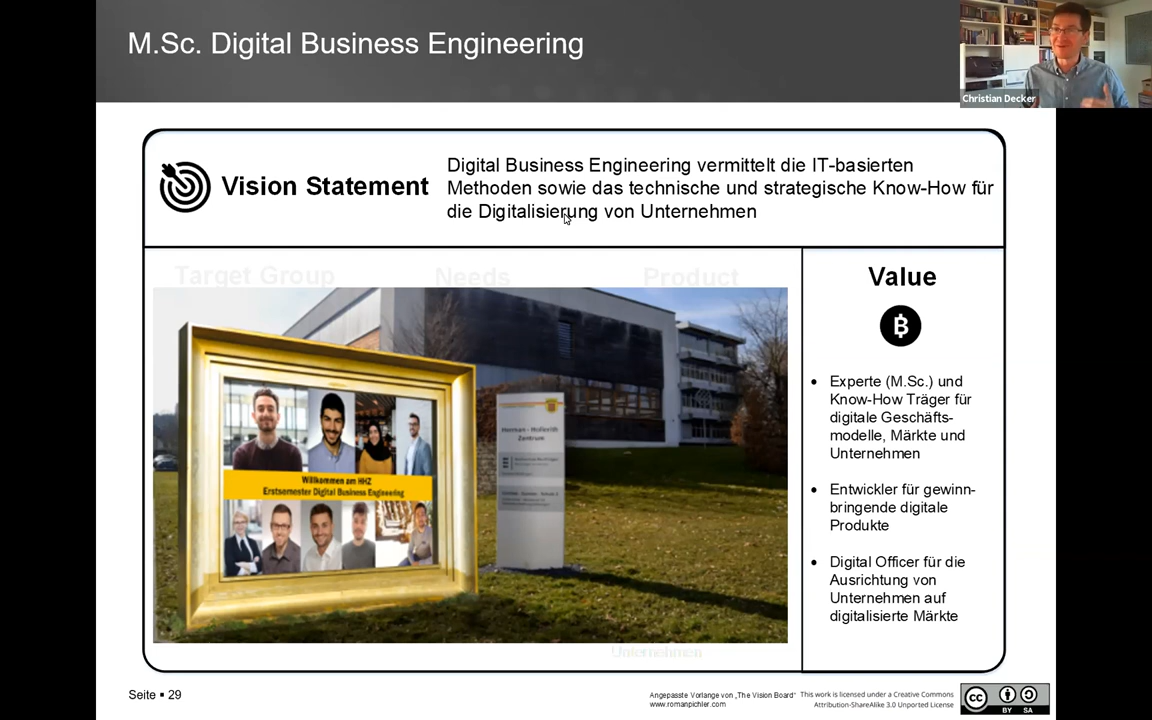 M.Sc. Digital Business Engineering
Christian Decker
Vision Statement
Digital Business Engineering vermittelt die IT-basierten
Methoden sowie das technische und strategische Know-How für
die Digitalisierung von Unternehmen
Target Group
Needs
Product
Willkommen am HHZ
Erstsemester Digital Business Engineering
Herman - Hollerith
Zentrum
Unternehmen
Value
• Experte (M.Sc.) und
Know-How Träger für
digitale Geschäfts-
modelle, Märkte und
Unternehmen
• Entwickler für gewinn-
bringende digitale
Produkte
• Digital Officer für die
Ausrichtung von
Unternehmen auf
digitalisierte Märkte
Seite ▪ 29
Angepasste Vorlange von „The Vision Board“
www.romanpichler.com
This work is licensed under a Creative Commons
Attribution-ShareAlike 3.0 Unported License
CC
BY SA